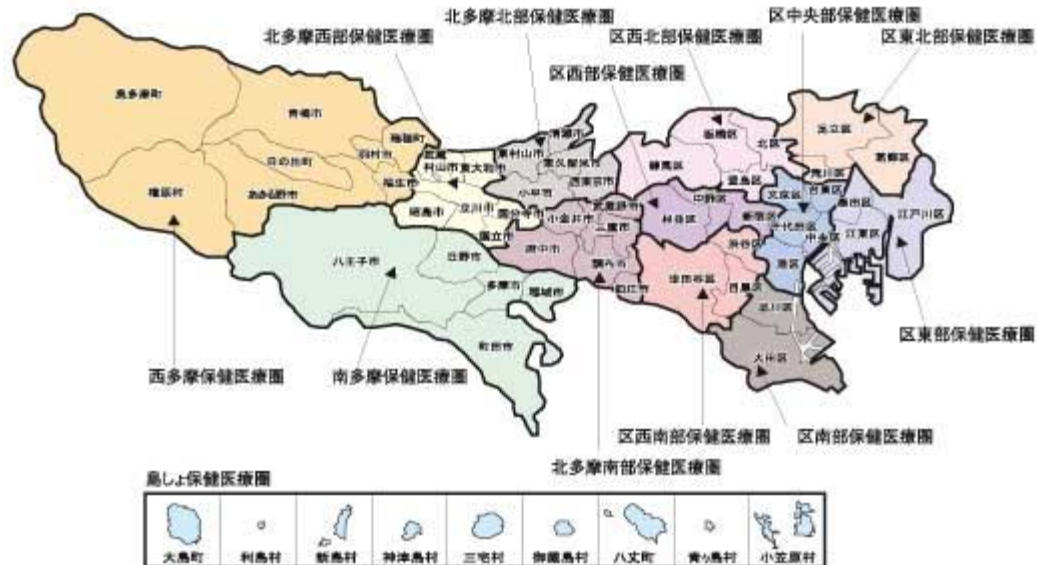 北多摩北部保健医療圏
区中央部保健医療圏
北多摩西部保健医療圏
区西北部保健医療圏
区東北部保健医療圏
区西部保健医療圏
奥多摩町
青梅市
瑞穂町
日の出町
羽村市
檜原村
あきる野市
福生市
武蔵
村山市
東大和市
昭島市
立川市
国分寺市
国立市
清瀬市
東村山市
東久留米市
小平市
西東京市
武蔵野市
小金井市
三鷹市
府中市
調布市
狛江市
八王子市
日野市
多摩市
稲城市
町田市
板橋区
北区
練馬区
豊島区
足立区
葛飾区
荒川区
文京区
台東区
墨田区
江戸川区
中野区
杉並区
新宿区
千代田区
中央区
江東区
渋谷区
港区
世田谷区
目黒区
品川区
大田区
区東部保健医療圏
西多摩保健医療圏
南多摩保健医療圏
区西南部保健医療圏
区南部保健医療圏
北多摩南部保健医療圏
島しょ保健医療圏
大島町
利島村
新島村
神津島村
三宅村
御蔵島村
八丈町
青ヶ島村
小笠原村